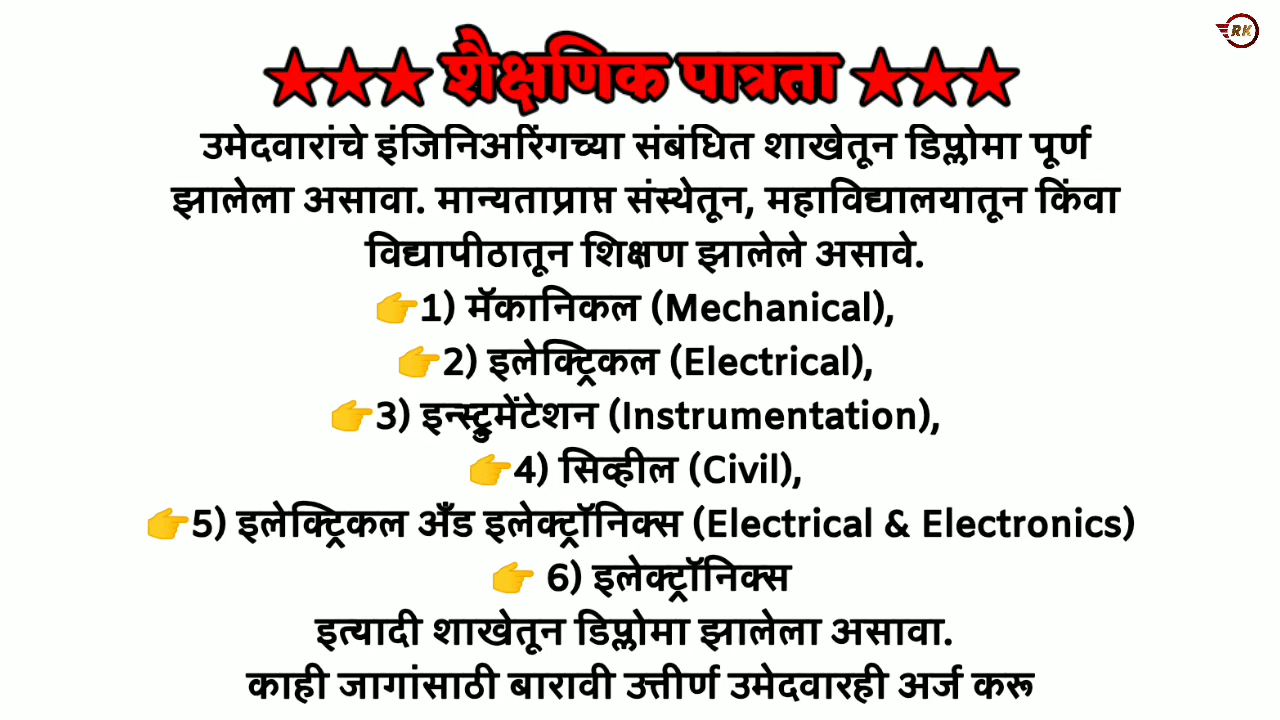 RK
★★★ शैक्षणिक पात्रता ★★★
उमेदवारांचे इंजिनिअरिंगच्या संबंधित शाखेतून डिप्लोमा पूर्ण
झालेला असावा. मान्यताप्राप्त संस्थेतून, महाविद्यालयातून किंवा
विद्यापीठातून शिक्षण झालेले असावे.
👉1) मॅकानिकल (Mechanical),
👉2) इलेक्ट्रिकल (Electrical),
👉3) इन्स्ट्रुमेंटेशन (Instrumentation),
👉4) सिव्हील (Civil),
👉5) इलेक्ट्रिकल अँड इलेक्ट्रॉनिक्स (Electrical & Electronics)
👉 6) इलेक्ट्रॉनिक्स
इत्यादी शाखेतून डिप्लोमा झालेला असावा.
काही जागांसाठी बारावी उत्तीर्ण उमेदवारही अर्ज करू